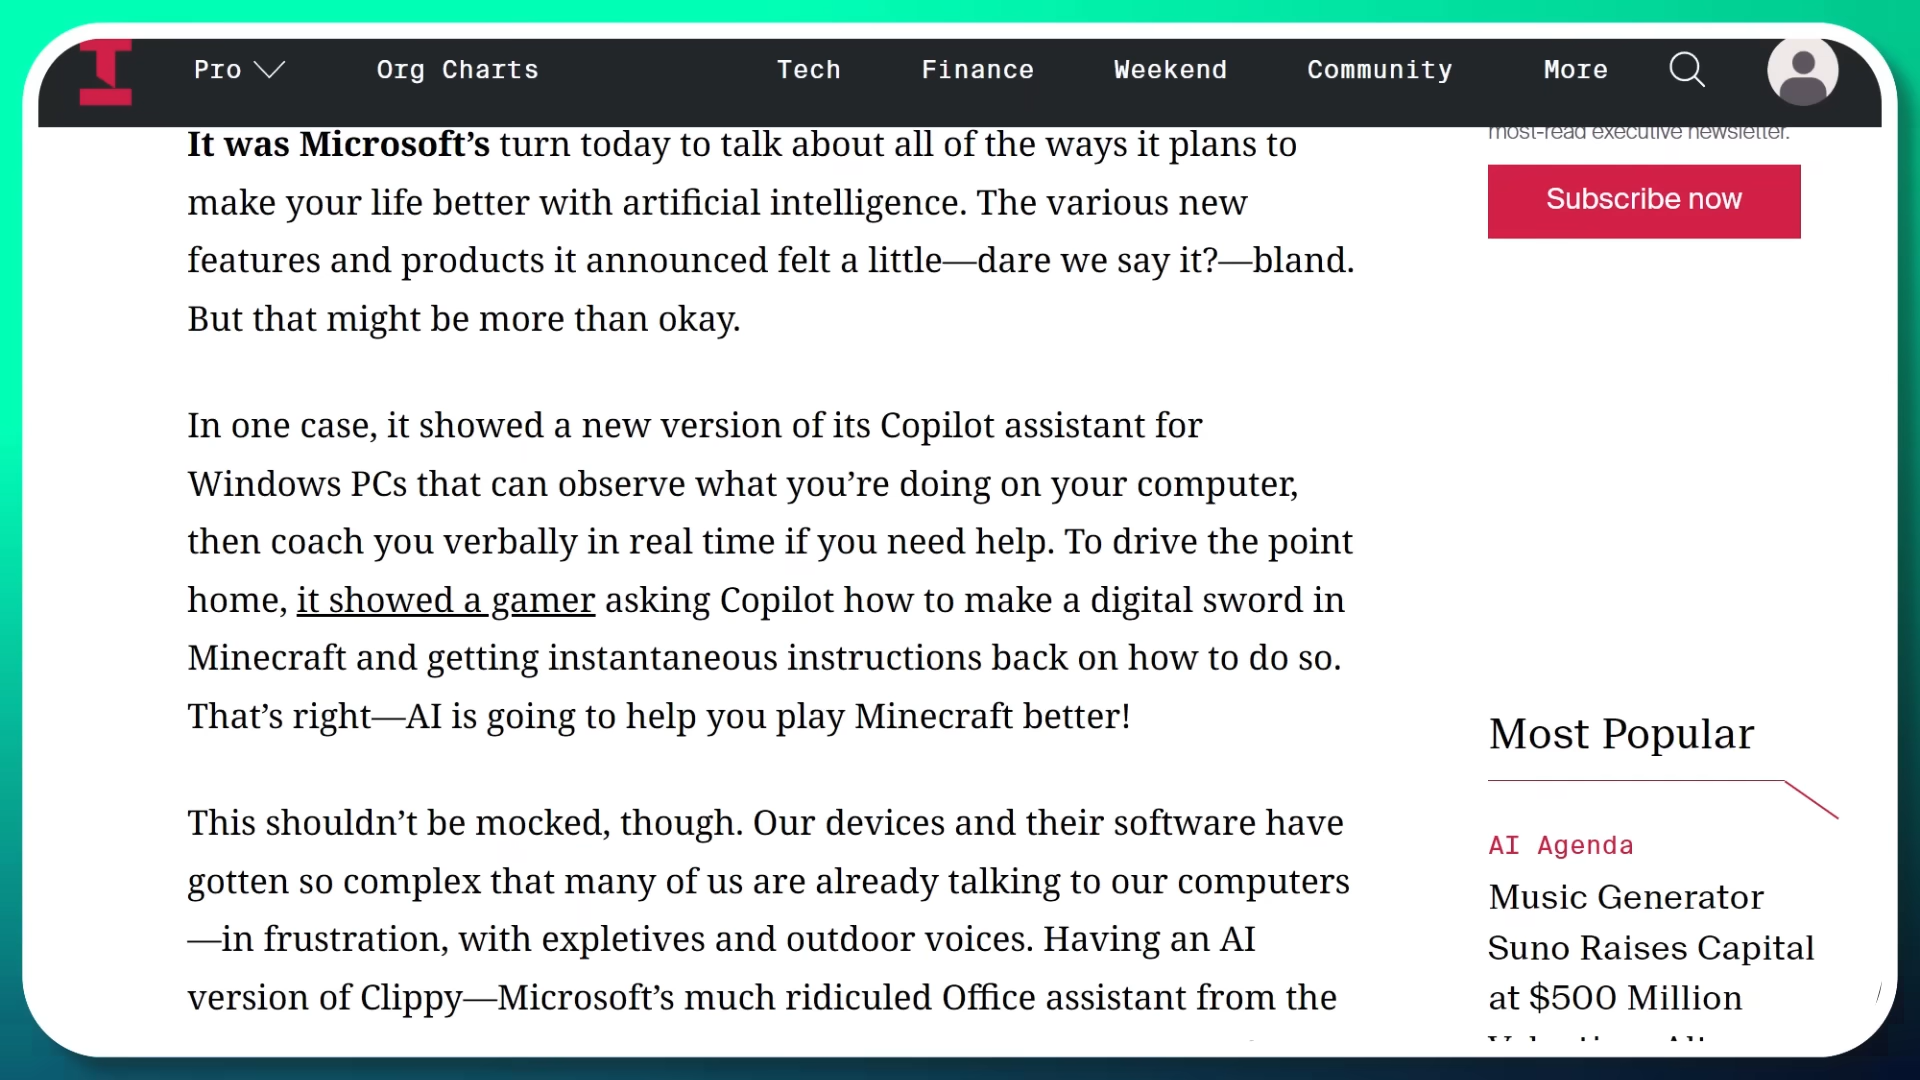 Pro
Org Charts
Tech
Finance
Weekend
Community
More
It was Microsoft’s turn today to talk about all of the ways it plans to
make your life better with artificial intelligence. The various new
features and products it announced felt a little—dare we say it?—bland.
But that might be more than okay.
In one case, it showed a new version of its Copilot assistant for
Windows PCs that can observe what you’re doing on your computer,
then coach you verbally in real time if you need help. To drive the point
home, it showed a gamer asking Copilot how to make a digital sword in
Minecraft and getting instantaneous instructions back on how to do so.
That’s right—AI is going to help you play Minecraft better!
This shouldn’t be mocked, though. Our devices and their software have
gotten so complex that many of us are already talking to our computers
—in frustration, with expletives and outdoor voices. Having an AI
version of Clippy—Microsoft’s much ridiculed Office assistant from the
most-read executive newsletter.
Subscribe now
Most Popular
AI Agenda
Music Generator
Suno Raises Capital
at $500 Million